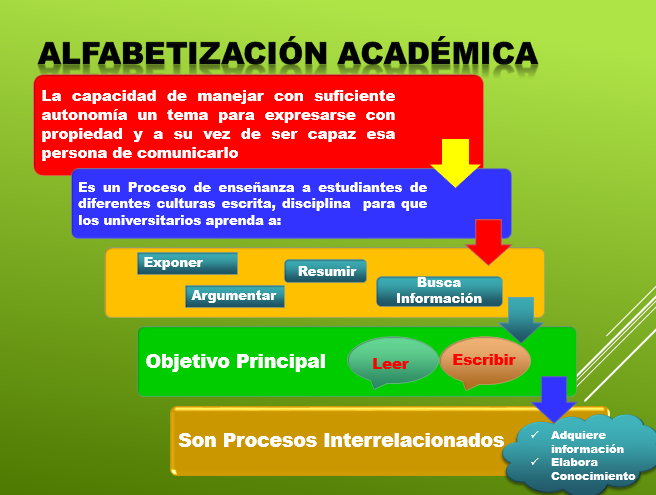 ALFABETIZACIÓN ACADÉMICA
La capacidad de manejar con suficiente
autonomía un tema para expresarse con
propiedad y a su vez de ser capaz esa
persona de comunicarlo
Es un Proceso de enseñanza a estudiantes de
diferentes culturas escrita, disciplina para que
los universitarios aprenda a:
Exponer
Resumir
Argumentar
Busca
Información
Objetivo Principal
Leer
Escribir
Son Procesos Interrelacionados
✓ Adquiere
información
✓ Elabora
Conocimiento